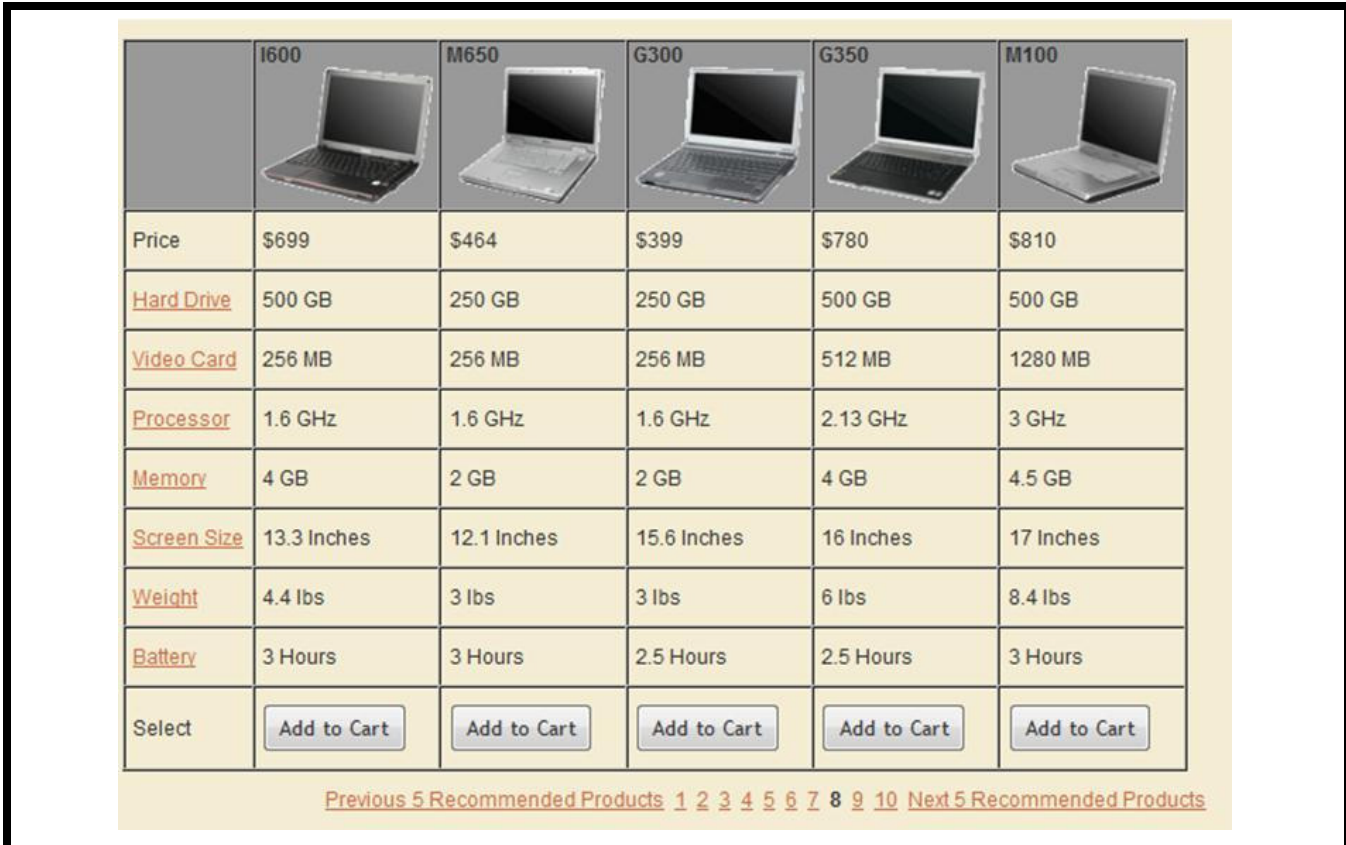 I600 M650 G300 G350 M100
Price $699 $464 $399 $780 $810
Hard Drive 500 GB 250 GB 250 GB 500 GB 500 GB
Video Card 256 MB 256 MB 256 MB 512 MB 1280 MB
Processor 1.6 GHz 1.6 GHz 1.6 GHz 2.13 GHz 3 GHz
Memory 4 GB 2 GB 2 GB 4 GB 4.5 GB
Screen Size 13.3 Inches 12.1 Inches 15.6 Inches 16 Inches 17 Inches
Weight 4.4 lbs 3 lbs 3 lbs 6 lbs 8.4 lbs
Battery 3 Hours 3 Hours 2.5 Hours 2.5 Hours 3 Hours
Select Add to Cart Add to Cart Add to Cart Add to Cart Add to Cart
Previous 5 Recommended Products 1 2 3 4 5 6 7 8 9 10 Next 5 Recommended Products